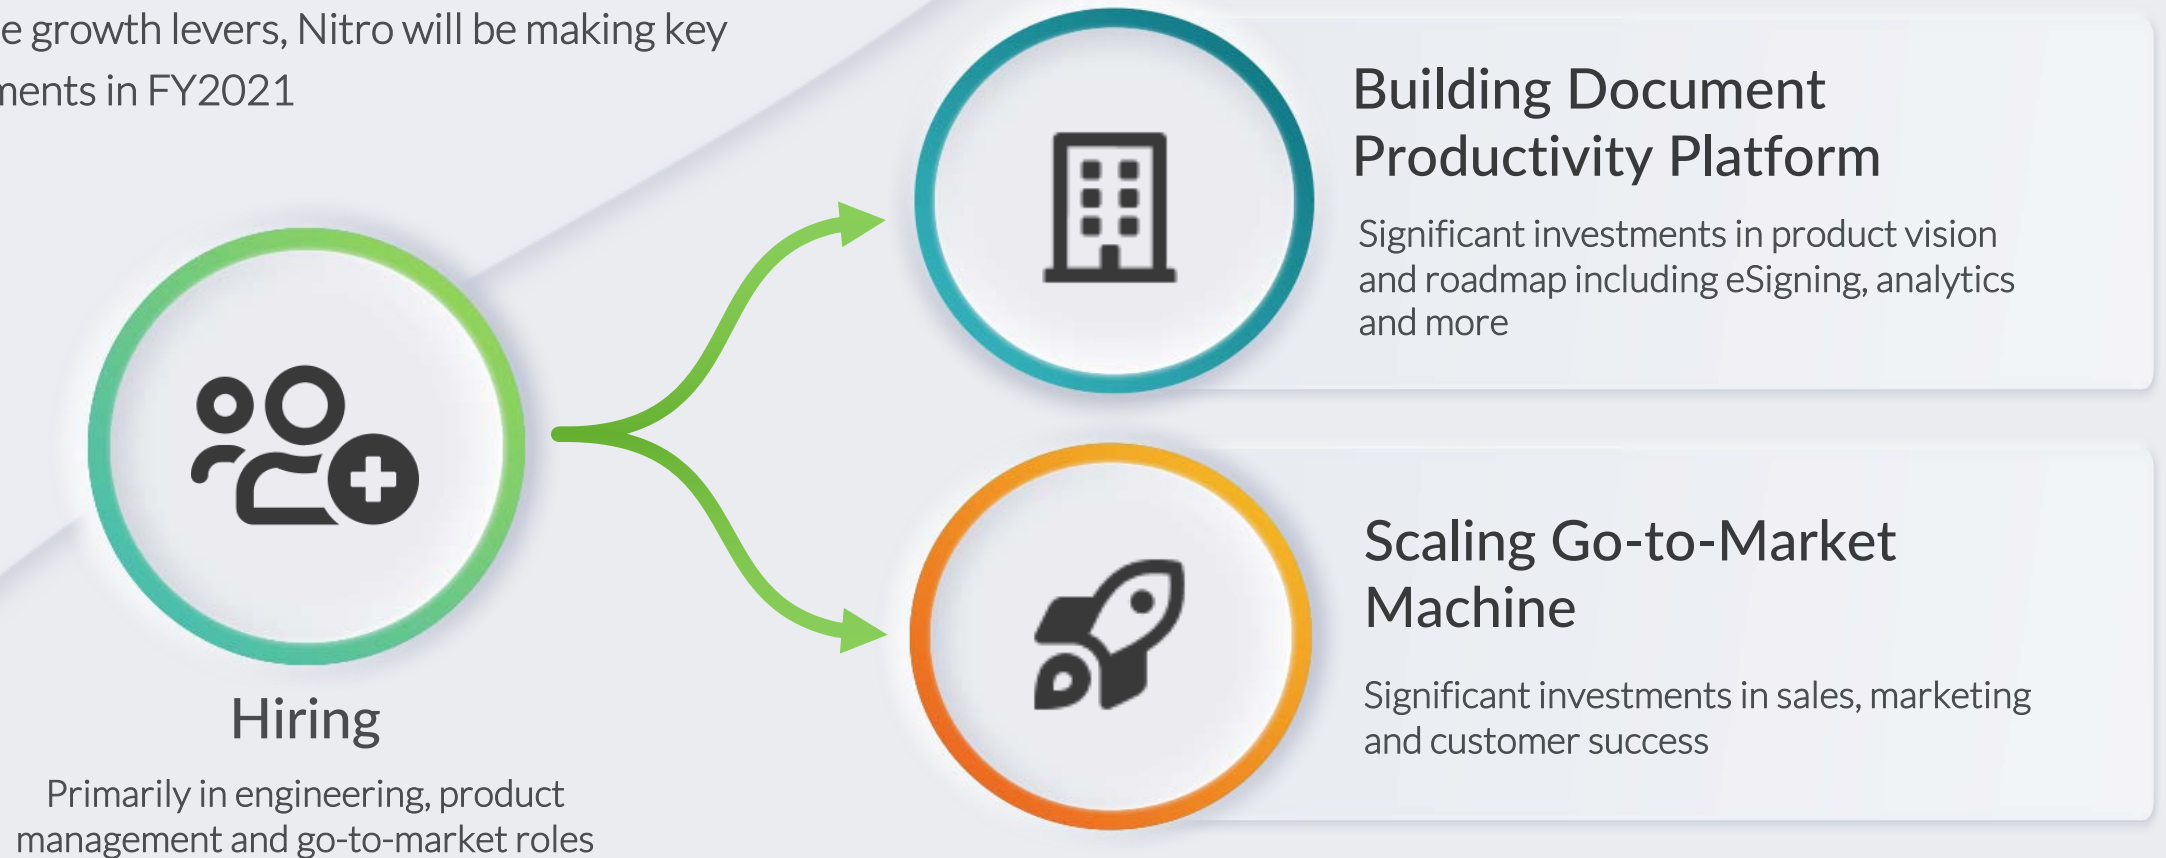 e growth levers, Nitro will be making key
ments in FY2021
Hiring
Primarily in engineering, product
management and go-to-market roles
Building Document
Productivity Platform
Significant investments in product vision
and roadmap including eSigning, analytics
and more
Scaling Go-to-Market
Machine
Significant investments in sales, marketing
and customer success